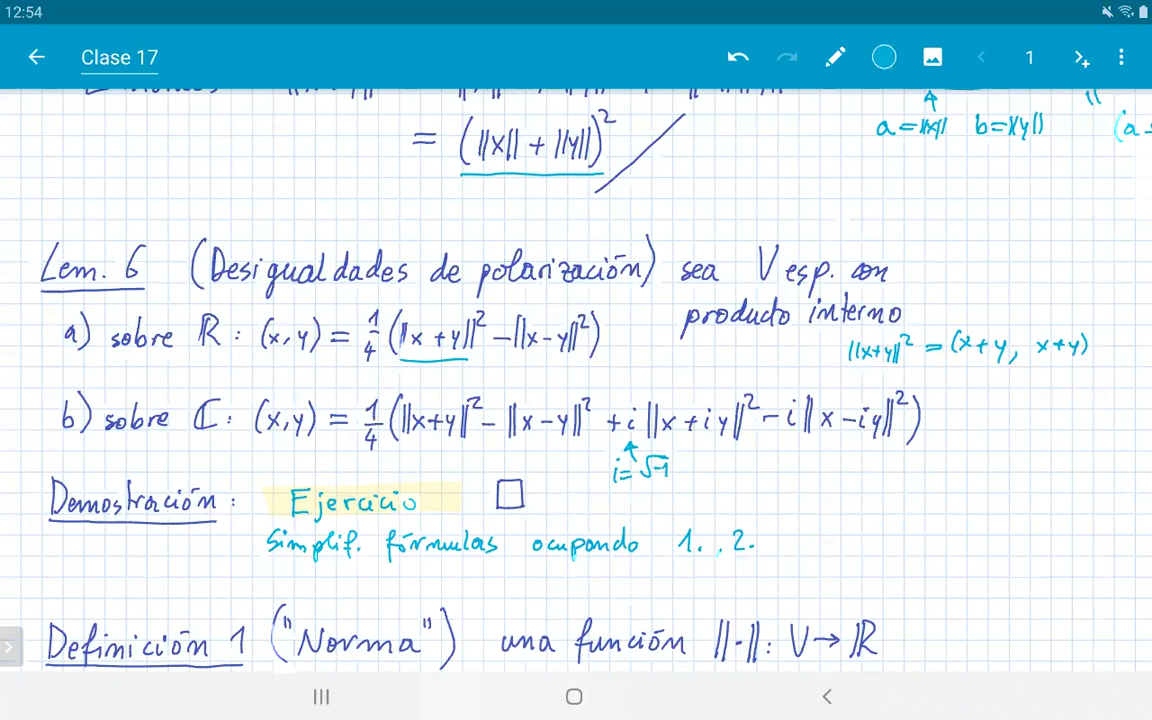 12:54
Clase 17
1
= (||x|| + ||y||)²
a = ||x|| b = ||y|| (a
Lem. 6 (Desigualdades de polarización) sea V esp. con
producto interno
a) sobre ℝ: (x, y) = 1/4 (||x + y||² - ||x - y||²)
||x+y||² = (x+y, x+y)
b) sobre ℂ: (x,y) = 1/4 (||x+y||² - ||x-y||² + i||x+iy||² - i||x-iy||²)
i = √-1
Demostración: Ejercicio □
Simplif. fórmulas ocupando 1. , 2.
Definición 1 ("Norma") una función ||·||: V → ℝ